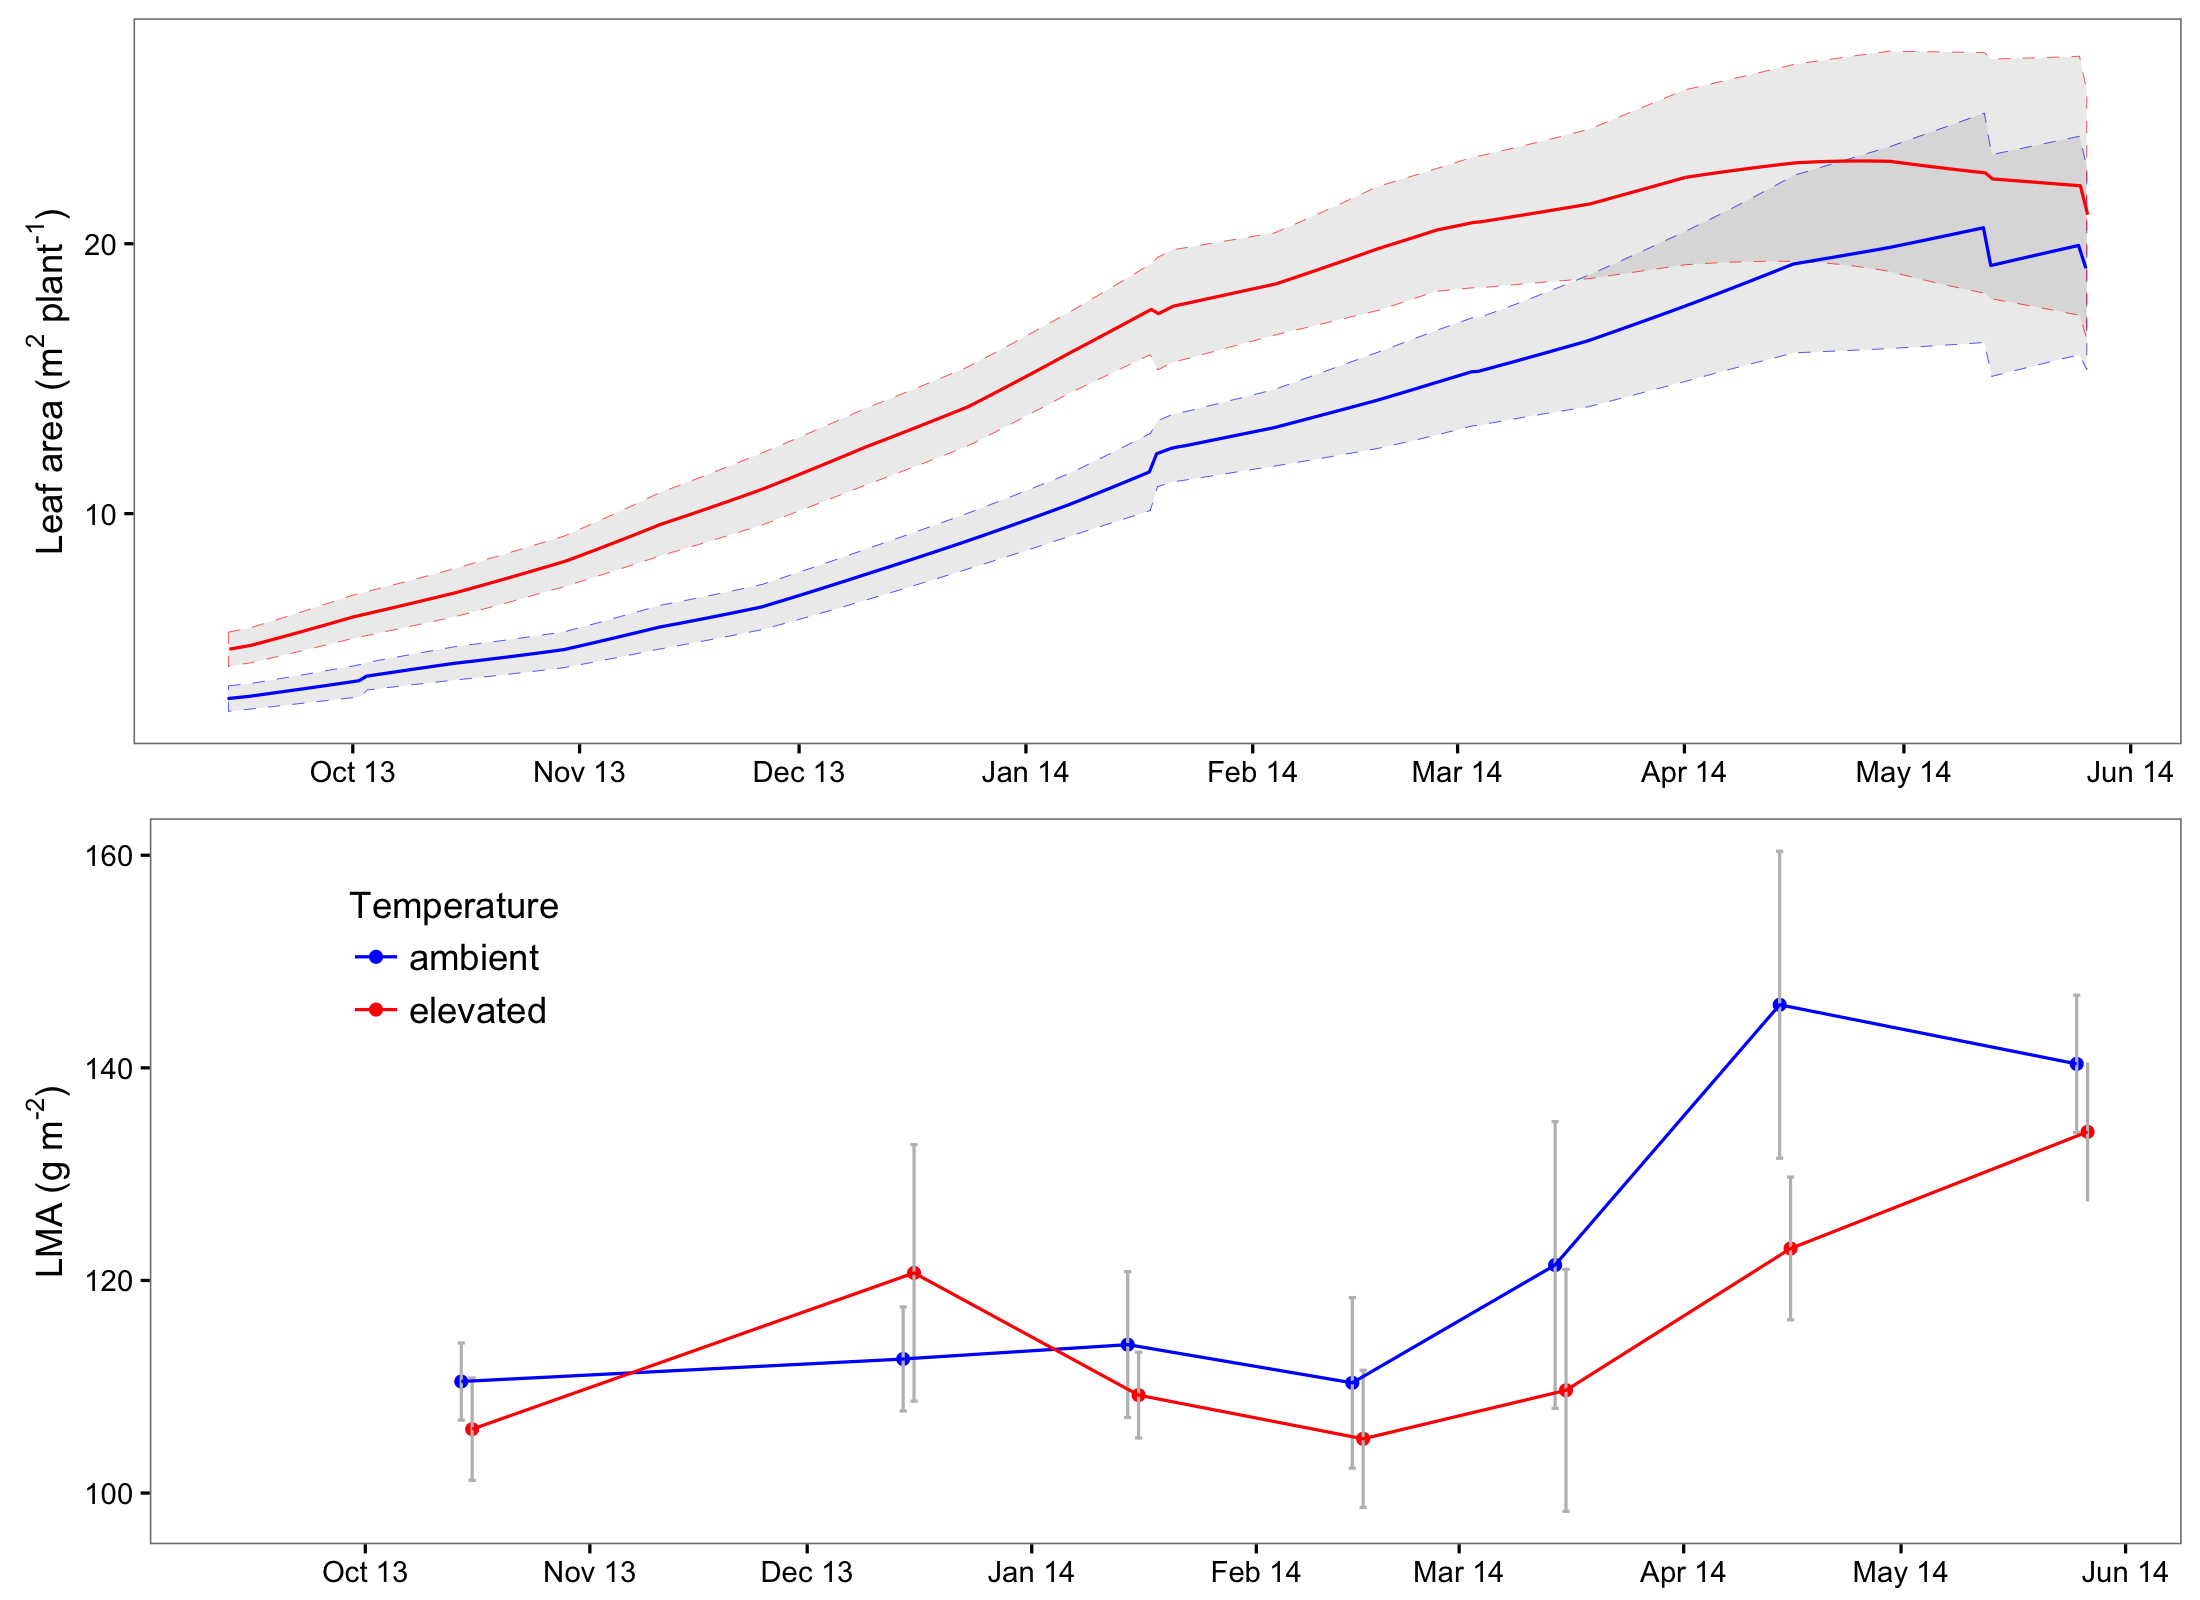 Leaf area (m² plant⁻¹)
20
10
Oct 13 Nov 13 Dec 13 Jan 14 Feb 14 Mar 14 Apr 14 May 14 Jun 14
LMA (g m⁻²)
160
140
120
100
Temperature
ambient
elevated
Oct 13 Nov 13 Dec 13 Jan 14 Feb 14 Mar 14 Apr 14 May 14 Jun 14